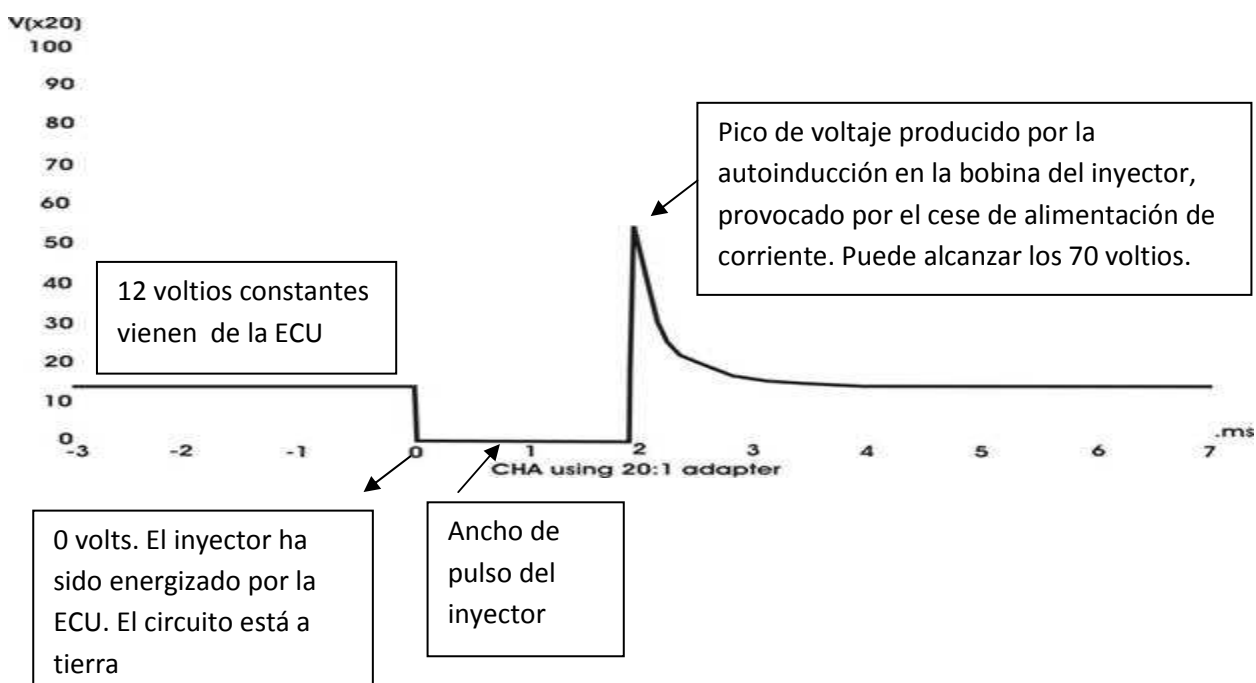 V(x20)
100
90
80
70
60
50
40
30
20
10
0
Pico de voltaje producido por la
autoinducción en la bobina del inyector,
provocado por el cese de alimentación de
corriente. Puede alcanzar los 70 voltios.
12 voltios constantes
vienen de la ECU
-3 -2 -1 0 1 2 3 4 5 6 7 .ms
CHA using 20:1 adapter
0 volts. El inyector ha
sido energizado por la
ECU. El circuito está a
tierra
Ancho de
pulso del
inyector